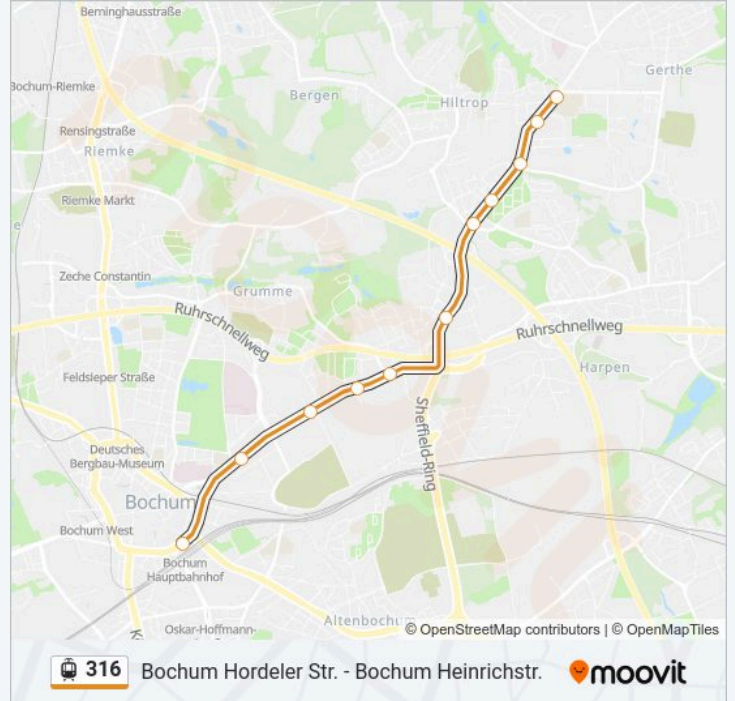 Berninghausstraße
Gerthe
Bochum-Riemke
Bergen
Hiltrop
Rensingstraße
Riemke
Riemke Markt
e
Zeche Constantin
Grumme
Ruhrschnellweg
Ruhrschnellweg
Harpen
Feldsieper Straße
Sheffield-Ring
Deutsches
Bergbau-Museum
Bochum
Bochum West
Bochum
Hauptbahnhof
Altenbochum
Oskar-Hoffmann-
© OpenStreetMap contributors | © OpenMapTiles
316 Bochum Hordeler Str. - Bochum Heinrichstr. moovit